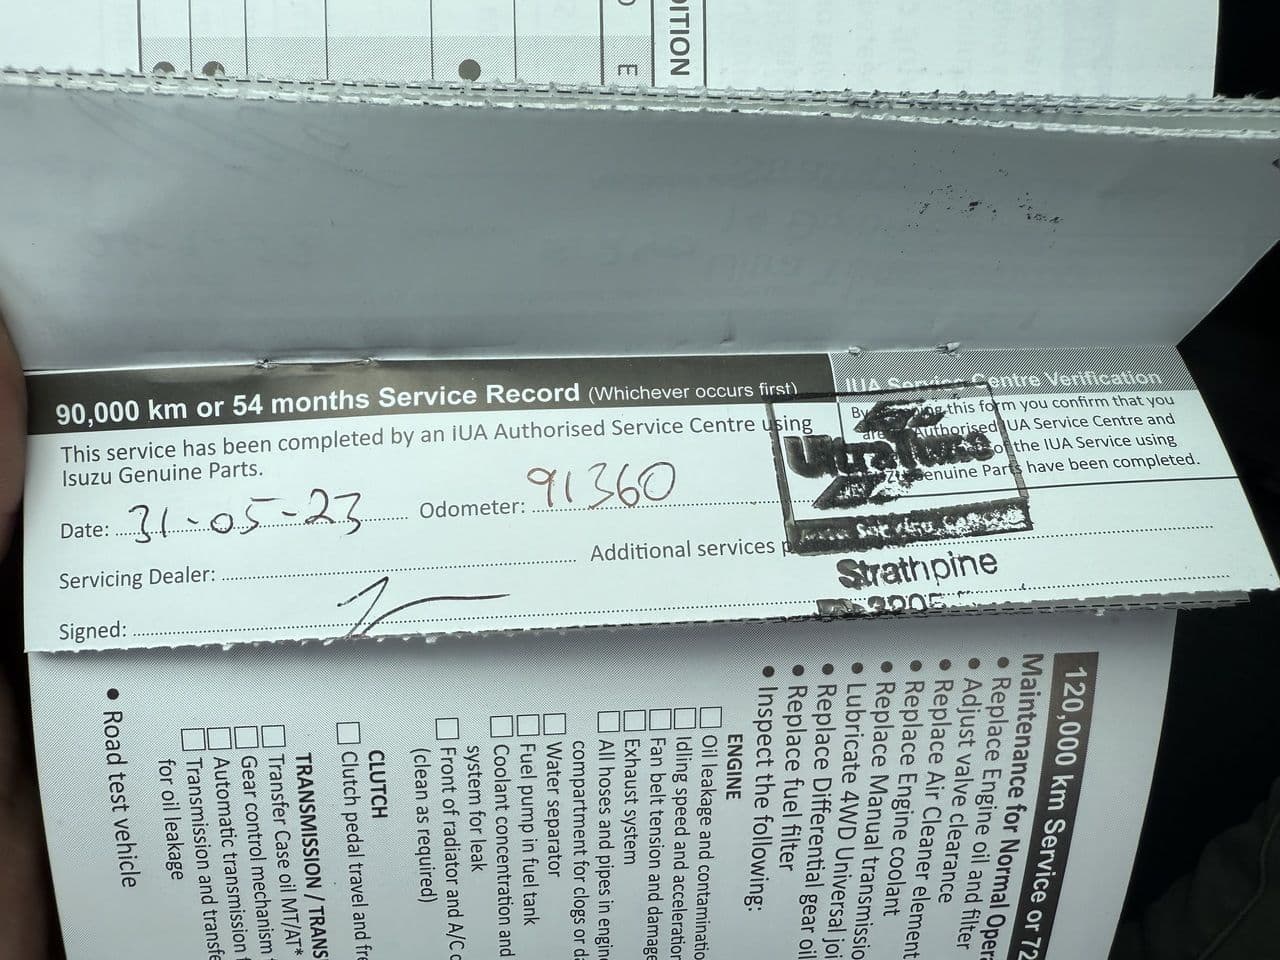 DITION
E
90,000 km or 54 months Service Record (Whichever occurs first)
This service has been completed by an iUA Authorised Service Centre using
Isuzu Genuine Parts.
Date: 31-05-23 Odometer: 91360
Servicing Dealer: Additional services
Signed:
IUA Service Centre Verification
By this form you confirm that you
are Authorised IUA Service Centre and
of the IUA Service using
Genuine Parts have been completed.
Ultra Tune
Strathpine
120,000 km Service or 72
Maintenance for Normal Opera
• Replace Engine oil and filter
• Adjust valve clearance
• Replace Air Cleaner element
• Replace Engine coolant
• Replace Manual transmissio
• Lubricate 4WD Universal joi
• Replace Differential gear oil
• Replace fuel filter
• Inspect the following:
ENGINE
Oil leakage and contaminatio
Idling speed and acceleration
Fan belt tension and damage
Exhaust system
All hoses and pipes in engine
compartment for clogs or da
Water separator
Fuel pump in fuel tank
Coolant concentration and
system for leak
Front of radiator and A/C c
(clean as required)
CLUTCH
Clutch pedal travel and fre
TRANSMISSION / TRANS
Transfer Case oil MT/AT*
Gear control mechanism
Automatic transmission f
Transmission and transfe
for oil leakage
• Road test vehicle